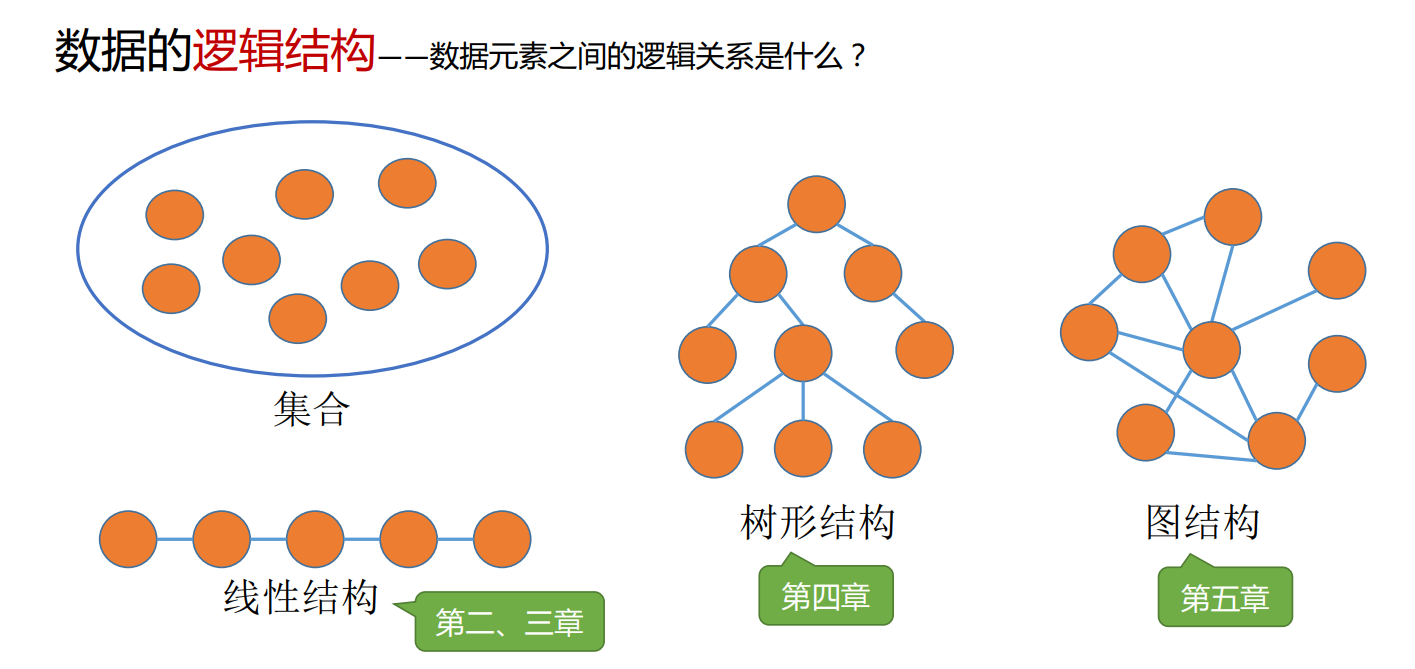 数据的逻辑结构——数据元素之间的逻辑关系是什么？
集合
线性结构
第二、三章
树形结构
第四章
图结构
第五章